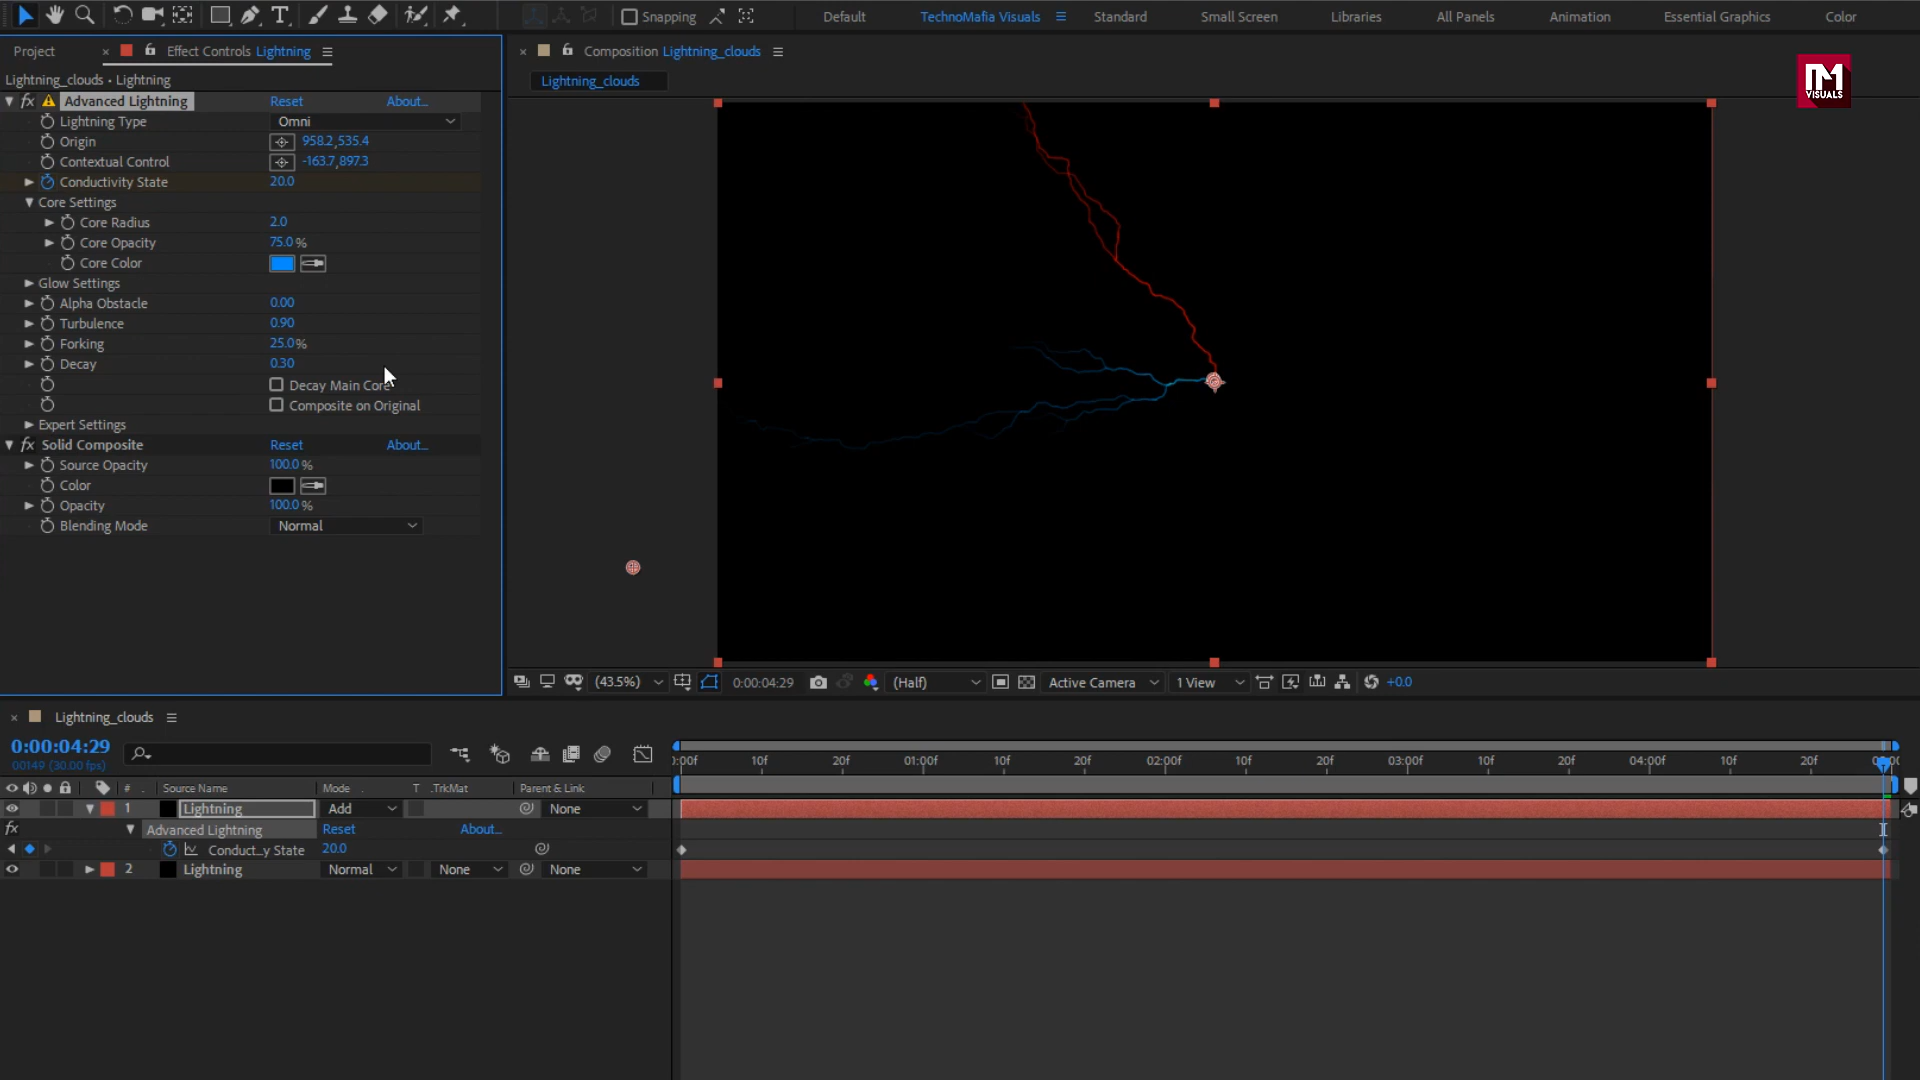 Snapping
Default
TechnoMafia Visuals
Standard
Small Screen
Libraries
All Panels
Animation
Essential Graphics
Color
Project
Effect Controls Lightning
Composition Lightning_clouds
Lightning_clouds • Lightning
Lightning_clouds
VISUALS
fx Advanced Lightning Reset About...
Lightning Type Omni
Origin 958.2,535.4
Contextual Control -163.7,897.3
Conductivity State 20.0
Core Settings
Core Radius 2.0
Core Opacity 75.0 %
Core Color
Glow Settings
Alpha Obstacle 0.00
Turbulence 0.90
Forking 25.0 %
Decay 0.30
Decay Main Core
Composite on Original
Expert Settings
fx Solid Composite Reset About...
Source Opacity 100.0 %
Color
Opacity 100.0 %
Blending Mode Normal
(43.5%) 0:00:04:29 (Half) Active Camera 1 View +0.0
Lightning_clouds
0:00:04:29
00149 (30.00 fps)
:00f 10f 20f 01:00f 10f 20f 02:00f 10f 20f 03:00f 10f 20f 04:00f 10f 20f
# Source Name Mode T .TrkMat Parent & Link
1 Lightning Add None
fx Advanced Lightning Reset About...
Conduct...y State 20.0
2 Lightning Normal None None